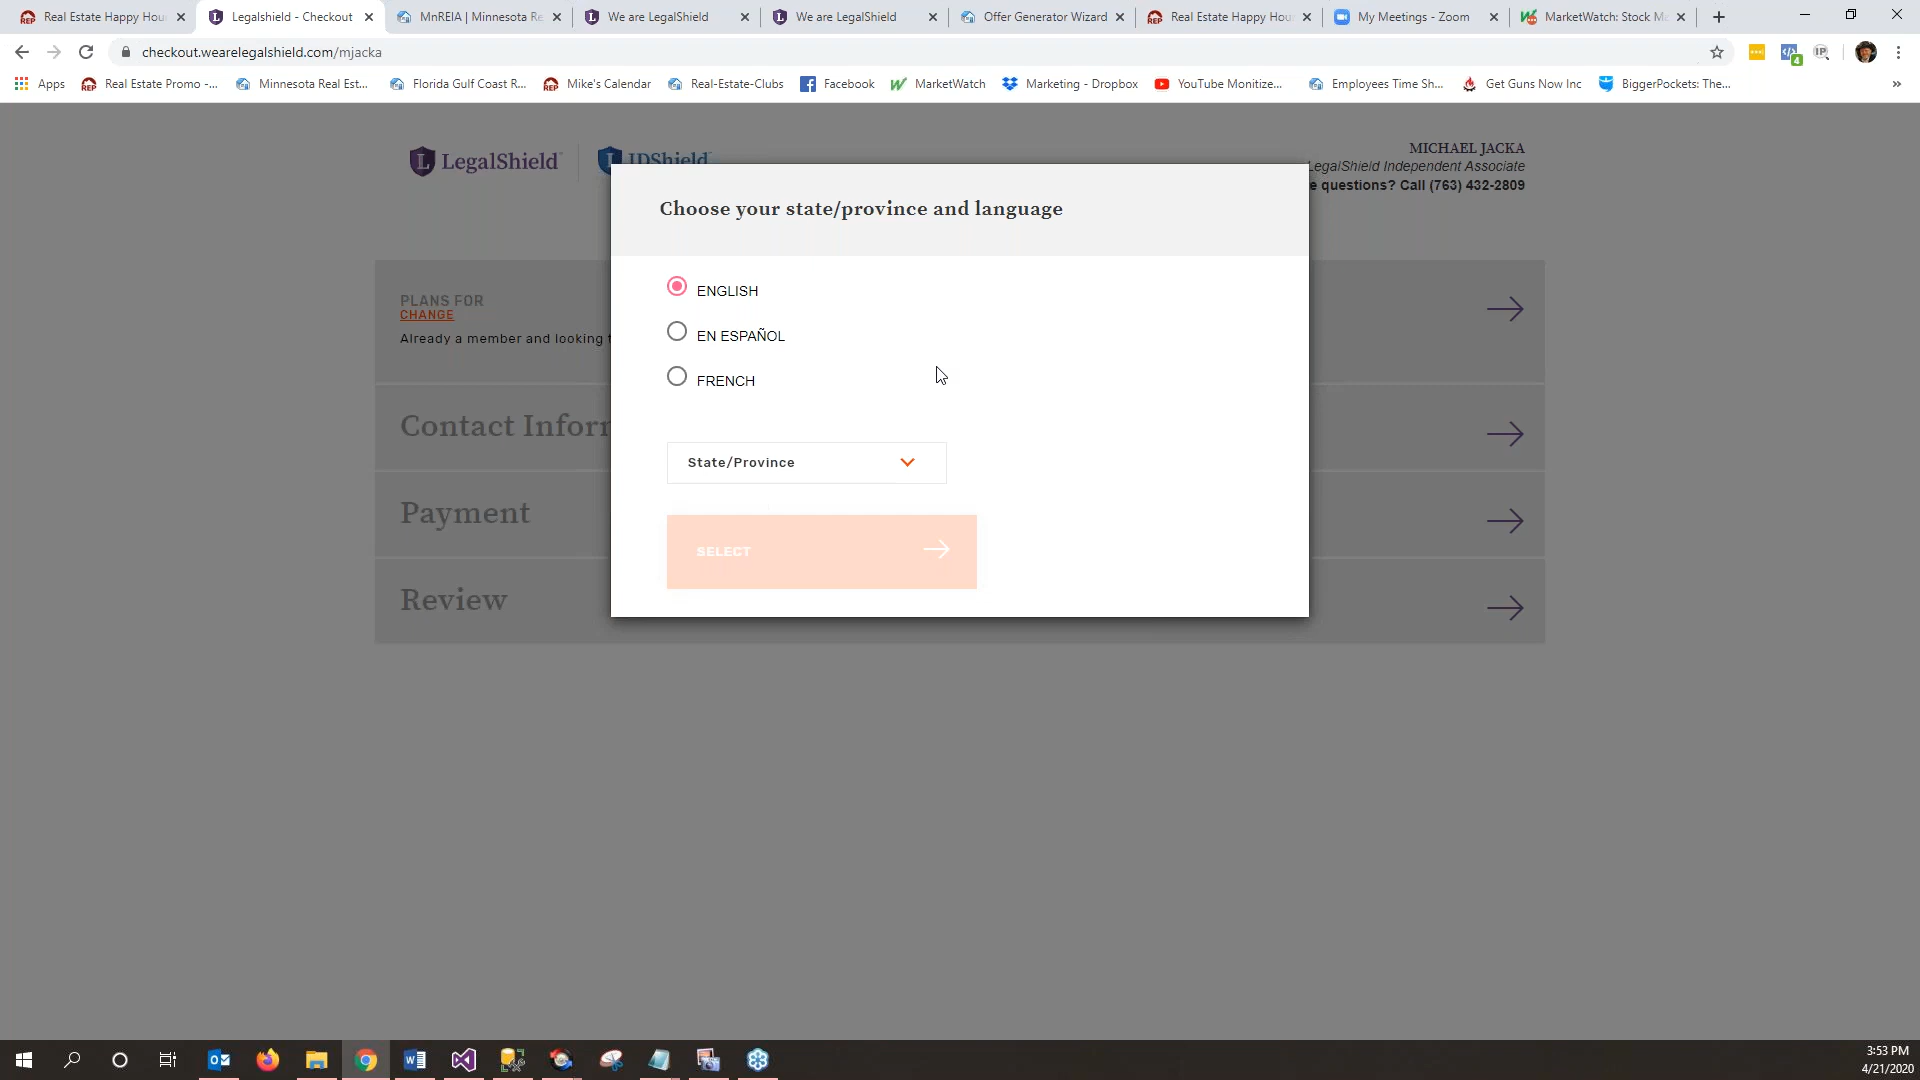 Real Estate Happy Hou
Legalshield - Checkout
MnREIA | Minnesota Re
We are LegalShield
We are LegalShield
Offer Generator Wizard
Real Estate Happy Hou
My Meetings - Zoom
MarketWatch: Stock Ma
checkout.wearelegalshield.com/mjacka
IP
4
Apps
Real Estate Promo -...
Minnesota Real Est...
Florida Gulf Coast R...
Mike's Calendar
Real-Estate-Clubs
Facebook
MarketWatch
Marketing - Dropbox
YouTube Monitize...
Employees Time Sh...
Get Guns Now Inc
BiggerPockets: The...
»
LegalShield
IDShield
MICHAEL JACKA
LegalShield Independent Associate
e questions? Call (763) 432-2809
Choose your state/province and language
ENGLISH
EN ESPAÑOL
FRENCH
State/Province
SELECT
PLANS FOR
CHANGE
Already a member and looking t
Contact Inform
Payment
Review
3:53 PM
4/21/2020